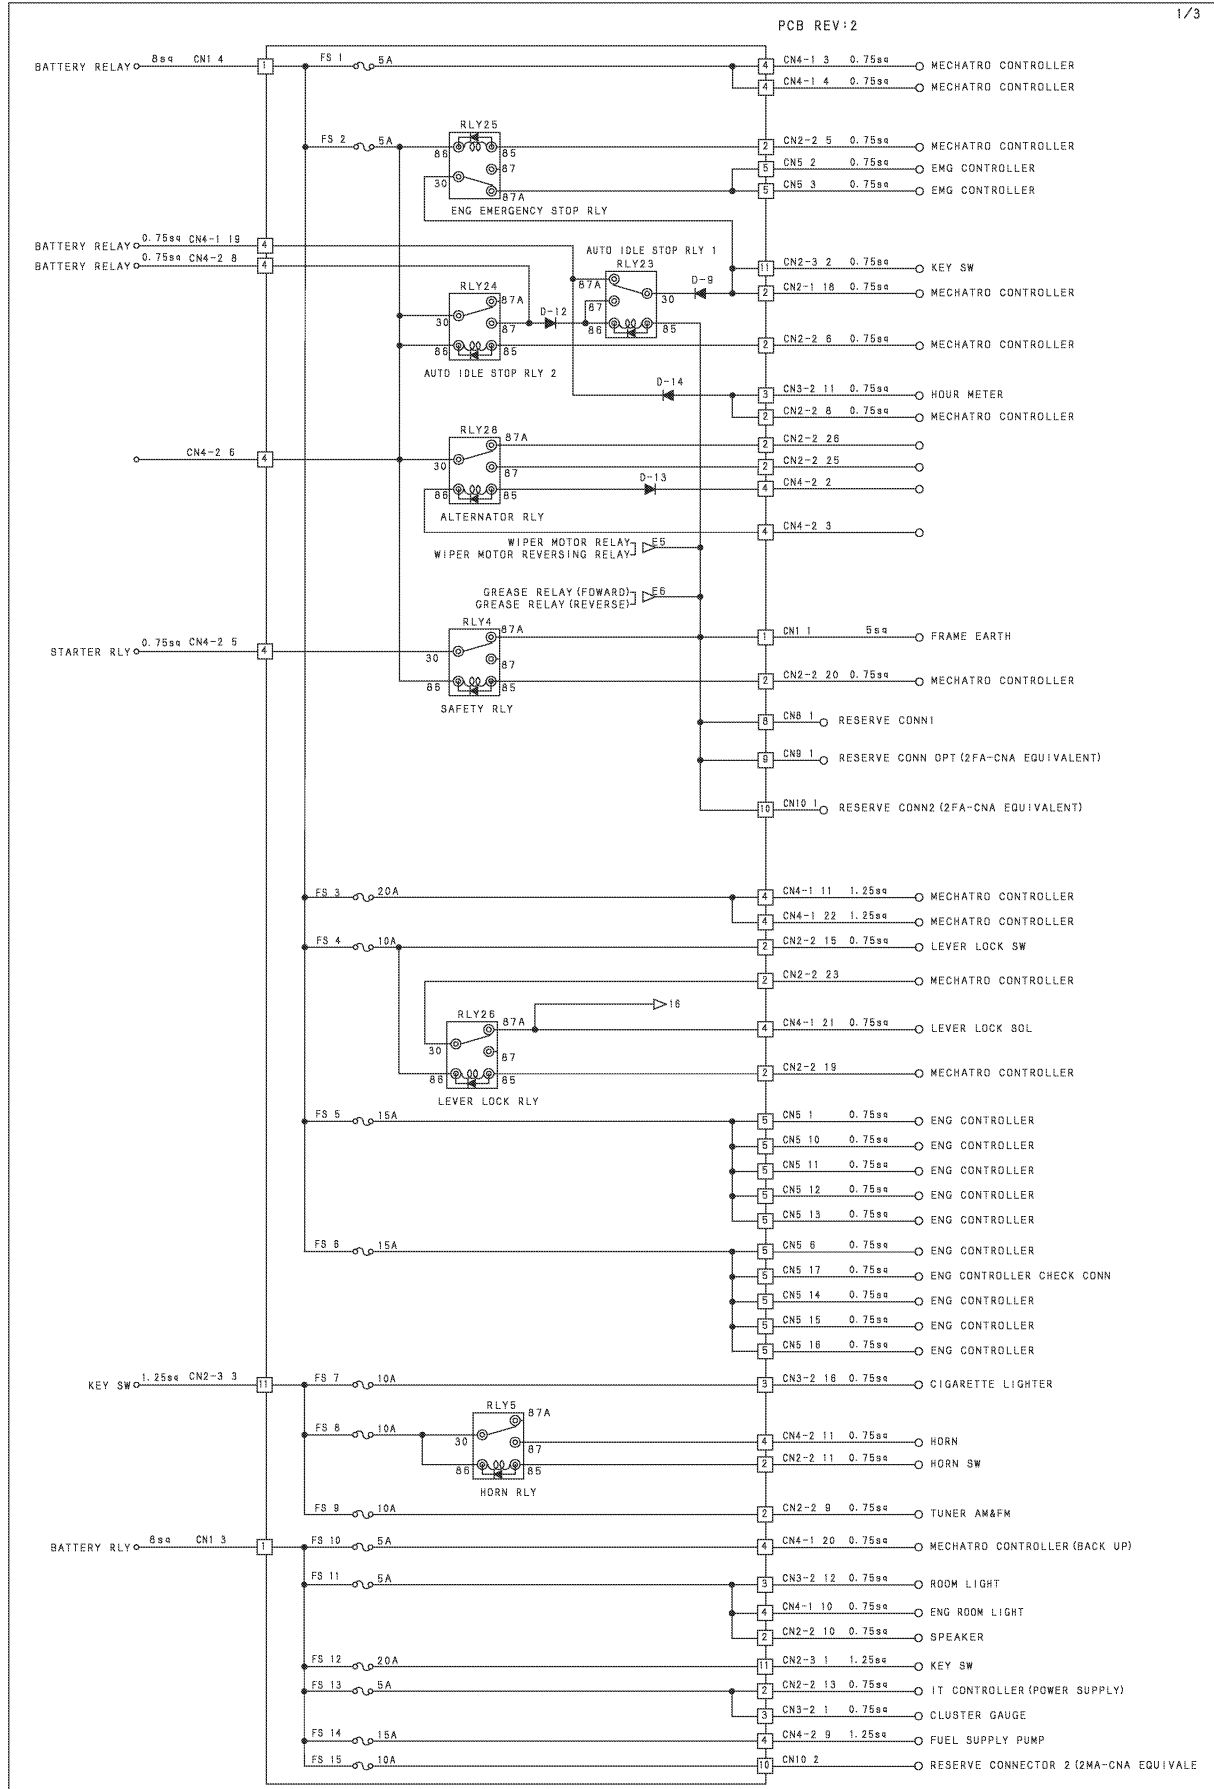 1/3
PCB REV:2
BATTERY RELAY 8sq CN1 4 1 FS 1 5A 4 CN4-1 3 0.75sq MECHATRO CONTROLLER
4 CN4-1 4 MECHATRO CONTROLLER
RLY25
FS 2 5A 86 85 2 CN2-2 5 0.75sq MECHATRO CONTROLLER
87 5 CN5 2 0.75sq EMG CONTROLLER
30 87A 5 CN5 3 0.75sq EMG CONTROLLER
ENG EMERGENCY STOP RLY
BATTERY RELAY 0.75sq CN4-1 19 4
BATTERY RELAY 0.75sq CN4-2 8 4
AUTO IDLE STOP RLY 1
RLY23
87A 30 D-9 11 CN2-3 2 0.75sq KEY SW
87 2 CN2-1 18 0.75sq MECHATRO CONTROLLER
86 85
RLY24
87A
30 87 D-12
86 85 2 CN2-2 6 0.75sq MECHATRO CONTROLLER
AUTO IDLE STOP RLY 2
D-14 3 CN3-2 11 0.75sq HOUR METER
2 CN2-2 8 0.75sq MECHATRO CONTROLLER
RLY28
87A 2 CN2-2 26
CN4-2 6 4 30 87 2 CN2-2 25
86 85 D-13 4 CN4-2 2
ALTERNATOR RLY
4 CN4-2 3
WIPER MOTOR RELAY
WIPER MOTOR REVERSING RELAY E5
GREASE RELAY(FOWARD)
GREASE RELAY(REVERSE) E6
RLY4
87A 1 CN1 1 5sq FRAME EARTH
STARTER RLY 0.75sq CN4-2 5 4 30 87
86 85 2 CN2-2 20 0.75sq MECHATRO CONTROLLER
SAFETY RLY
8 CN8 1 RESERVE CONN1
9 CN9 1 RESERVE CONN OPT(2FA-CNA EQUIVALENT)
10 CN10 1 RESERVE CONN2(2FA-CNA EQUIVALENT)
FS 3 20A 4 CN4-1 11 1.25sq MECHATRO CONTROLLER
4 CN4-1 22 1.25sq MECHATRO CONTROLLER
FS 4 10A 2 CN2-2 15 0.75sq LEVER LOCK SW
2 CN2-2 23 MECHATRO CONTROLLER
16
RLY26
87A 4 CN4-1 21 0.75sq LEVER LOCK SOL
30 87
86 85 2 CN2-2 19 MECHATRO CONTROLLER
LEVER LOCK RLY
FS 5 15A 5 CN5 1 0.75sq ENG CONTROLLER
5 CN5 10 0.75sq ENG CONTROLLER
5 CN5 11 0.75sq ENG CONTROLLER
5 CN5 12 0.75sq ENG CONTROLLER
5 CN5 13 0.75sq ENG CONTROLLER
FS 6 15A 5 CN5 6 0.75sq ENG CONTROLLER
5 CN5 17 0.75sq ENG CONTROLLER CHECK CONN
5 CN5 14 0.75sq ENG CONTROLLER
5 CN5 15 0.75sq ENG CONTROLLER
5 CN5 16 0.75sq ENG CONTROLLER
KEY SW 1.25sq CN2-3 3 11 FS 7 10A 3 CN3-2 16 0.75sq CIGARETTE LIGHTER
RLY5
87A
FS 8 10A 30 87 4 CN4-2 11 0.75sq HORN
86 85 2 CN2-2 11 0.75sq HORN SW
HORN RLY
FS 9 10A 2 CN2-2 9 0.75sq TUNER AM&FM
BATTERY RLY 8sq CN1 3 1 FS 10 5A 4 CN4-1 20 0.75sq MECHATRO CONTROLLER(BACK UP)
FS 11 5A 3 CN3-2 12 0.75sq ROOM LIGHT
4 CN4-1 10 0.75sq ENG ROOM LIGHT
2 CN2-2 10 0.75sq SPEAKER
FS 12 20A 11 CN2-3 1 1.25sq KEY SW
FS 13 5A 2 CN2-2 13 0.75sq IT CONTROLLER(POWER SUPPLY)
3 CN3-2 1 0.75sq CLUSTER GAUGE
FS 14 15A 4 CN4-2 9 1.25sq FUEL SUPPLY PUMP
FS 15 10A 10 CN10 2 RESERVE CONNECTOR 2(2MA-CNA EQUIVALE